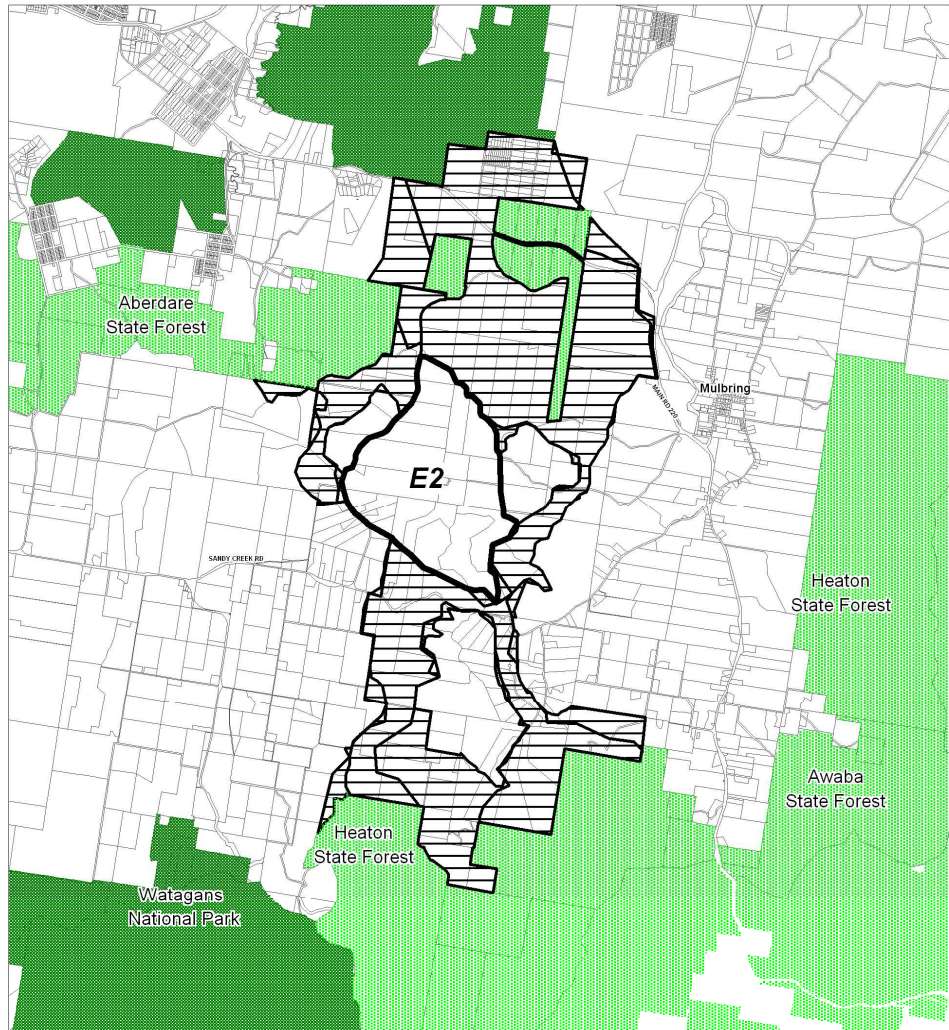 Aberdare
State Forest
MAIN RD 220
Mulbring
E2
SANDY CREEK RD
Heaton
State Forest
Awaba
State Forest
Heaton
State Forest
Watagans
National Park